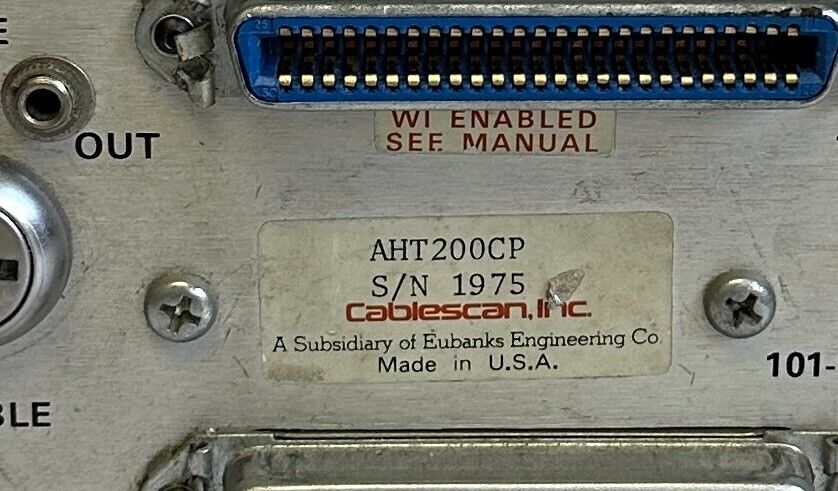 OUT
WI ENABLED
SEE MANUAL
AHT200CP
S/N 1975
Cablescan, Inc.
A Subsidiary of Eubanks Engineering Co
Made in U.S.A.
101-
BLE